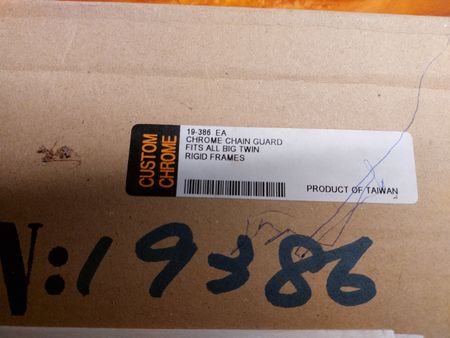 CUSTOM
CHROME
19-386 EA
CHROME CHAIN GUARD
FITS ALL BIG TWIN
RIGID FRAMES
PRODUCT OF TAIWAN
N:19386